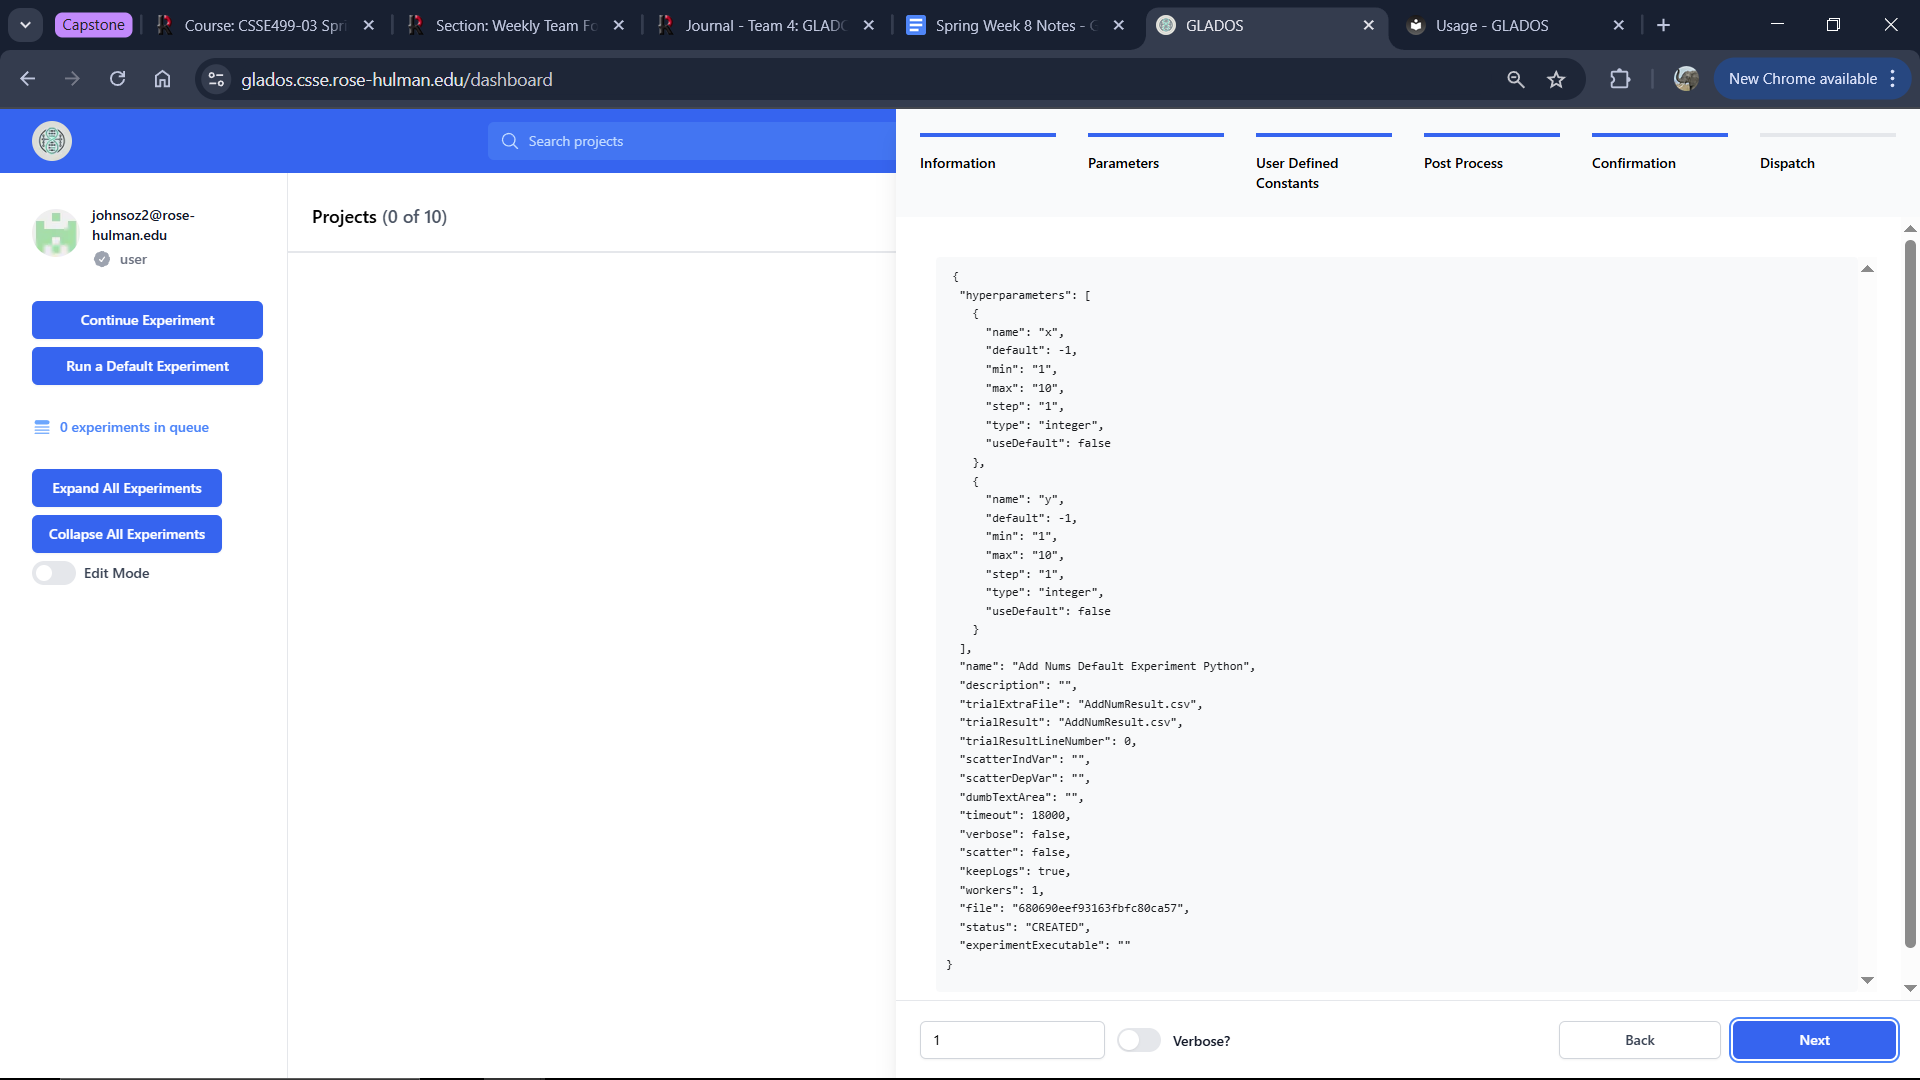 Capstone
Course: CSSE499-03 Spri
Section: Weekly Team Fo
Journal - Team 4: GLADO
Spring Week 8 Notes - G
GLADOS
Usage - GLADOS
glados.csse.rose-hulman.edu/dashboard
New Chrome available
Search projects
Information
Parameters
User Defined
Constants
Post Process
Confirmation
Dispatch
johnsoz2@rose-
hulman.edu
user
Continue Experiment
Run a Default Experiment
0 experiments in queue
Expand All Experiments
Collapse All Experiments
Edit Mode
Projects (0 of 10)
{
"hyperparameters": [
{
"name": "x",
"default": -1,
"min": "1",
"max": "10",
"step": "1",
"type": "integer",
"useDefault": false
},
{
"name": "y",
"default": -1,
"min": "1",
"max": "10",
"step": "1",
"type": "integer",
"useDefault": false
}
],
"name": "Add Nums Default Experiment Python",
"description": "",
"trialExtraFile": "AddNumResult.csv",
"trialResult": "AddNumResult.csv",
"trialResultLineNumber": 0,
"scatterIndVar": "",
"scatterDepVar": "",
"dumbTextArea": "",
"timeout": 18000,
"verbose": false,
"scatter": false,
"keepLogs": true,
"workers": 1,
"file": "680690eef93163fbfc80ca57",
"status": "CREATED",
"experimentExecutable": ""
}
1
Verbose?
Back
Next